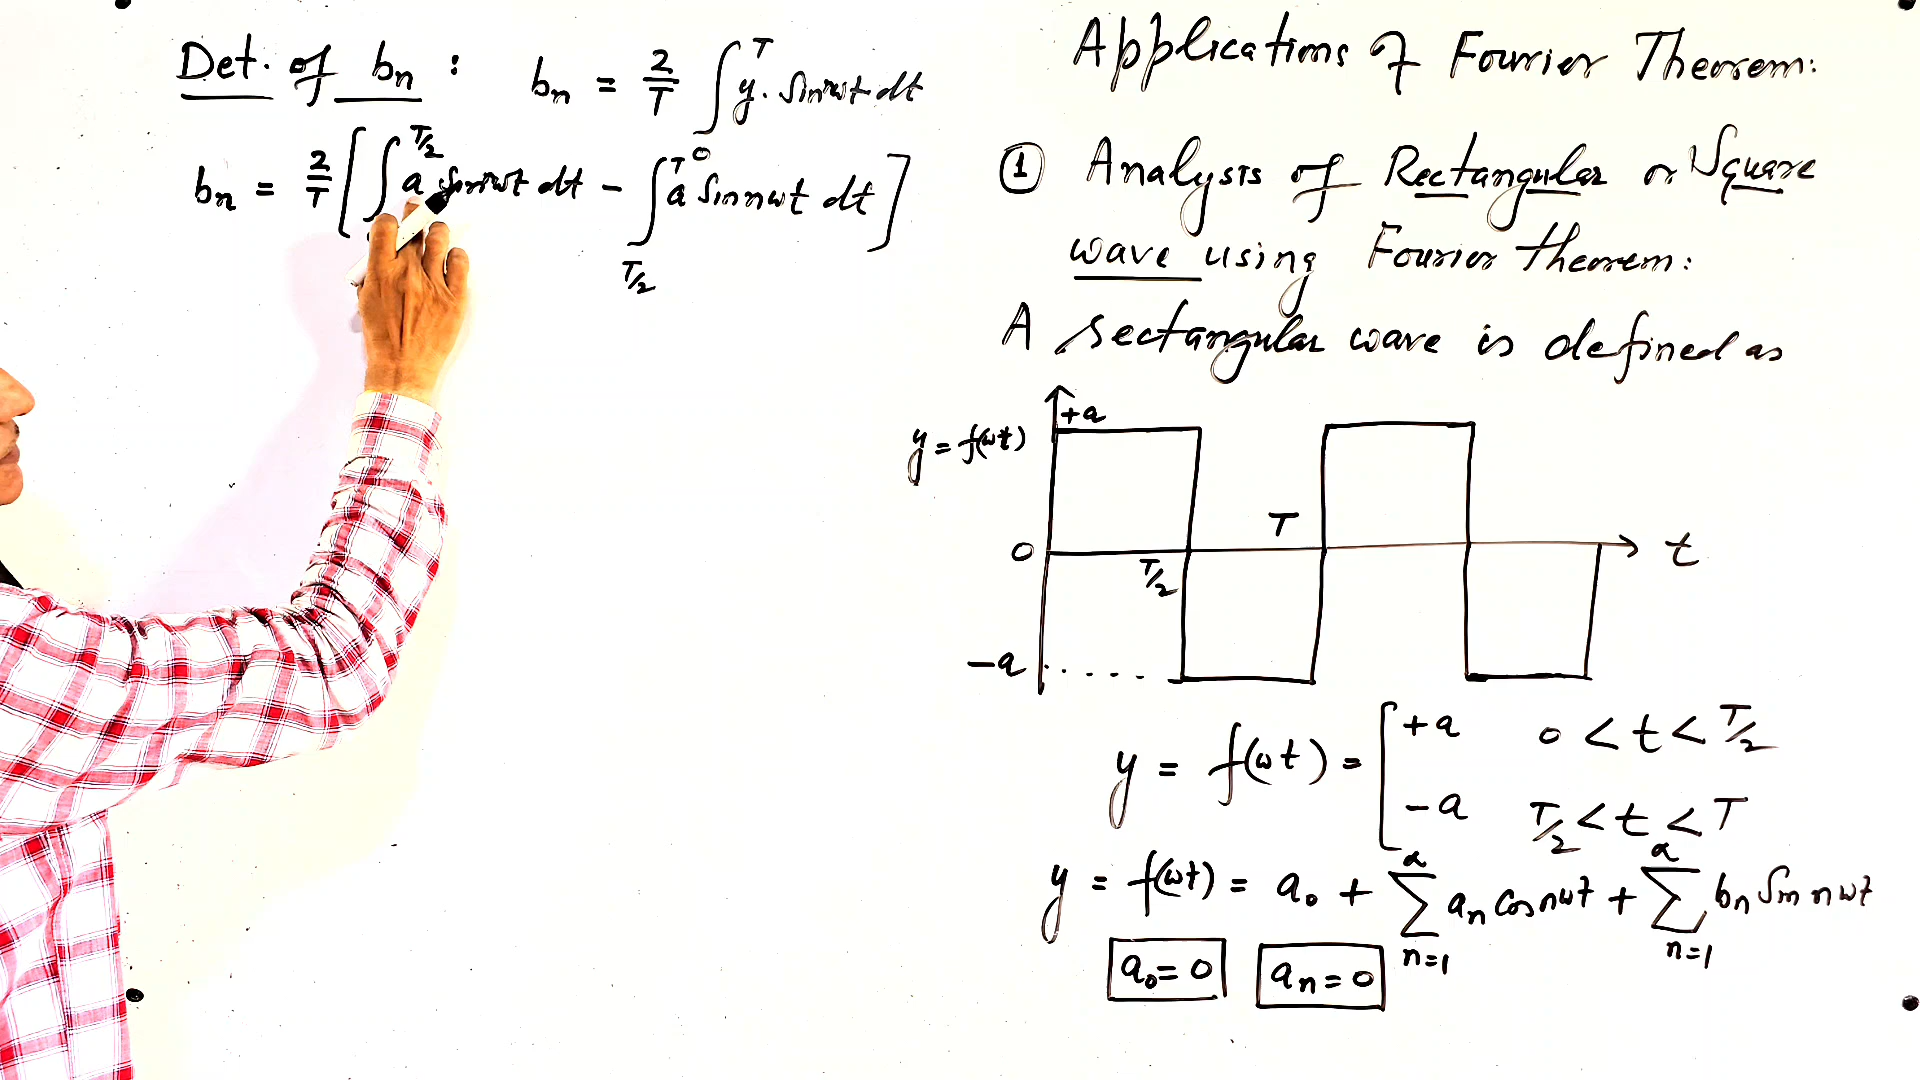 Det. of bn : bn = 2/T ∫ y. Sin nωt dt
T
0
bn = 2/T [ ∫ a sin nωt dt - ∫ a Sin nωt dt ]
T/2
T
T/2
Applications of Fourier Theorem:
① Analysis of Rectangular or Square
wave using Fourier theorem:
A rectangular wave is defined as
+a
y = f(ωt)
T
0
t
T/2
-a
y = f(ωt) = [ +a 0 < t < T/2
-a T/2 < t < T
y = f(ωt) = a₀ + ∑ an Cos nωt + ∑ bn Sin nωt
α
n=1
α
n=1
a₀ = 0
an = 0